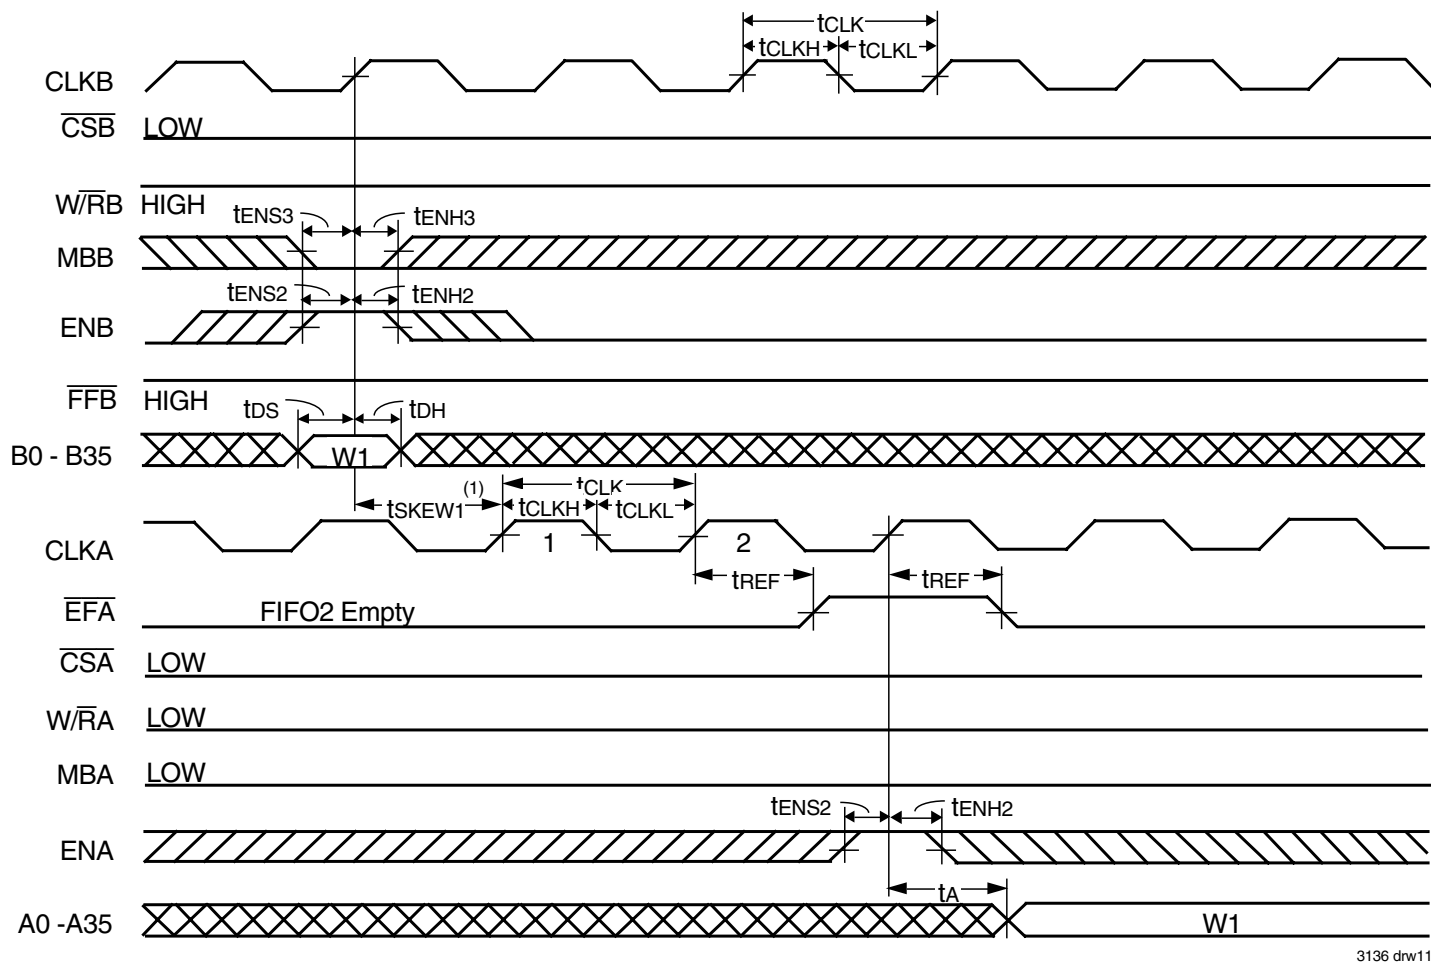 tCLK
tCLKH tCLKL
CLKB
CSB LOW
W/RB HIGH
tENS3 tENH3
MBB
tENS2 tENH2
ENB
FFB HIGH
tDS tDH
B0 - B35 W1
tSKEW1(1) tCLK
tCLKH tCLKL
CLKA 1 2
tREF tREF
EFA FIFO2 Empty
CSA LOW
W/RA LOW
MBA LOW
tENS2 tENH2
ENA
tA
A0 -A35 W1
3136 drw11